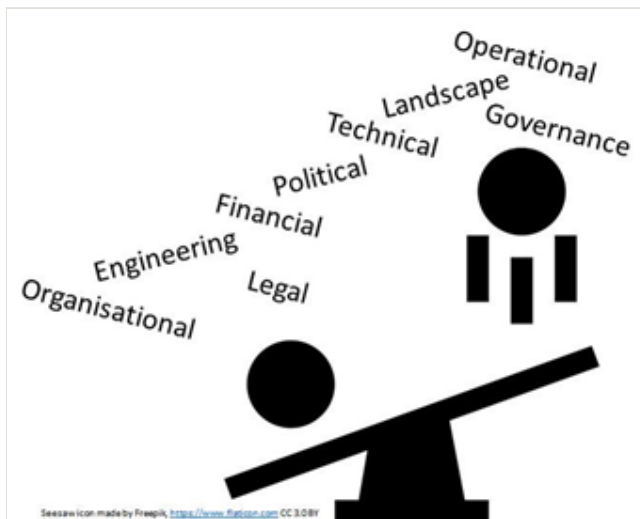 Operational
Landscape
Governance
Technical
Political
Financial
Engineering
Legal
Organisational
Seesaw icon made by Freepik, https://www.flaticon.com CC 3.0 BY